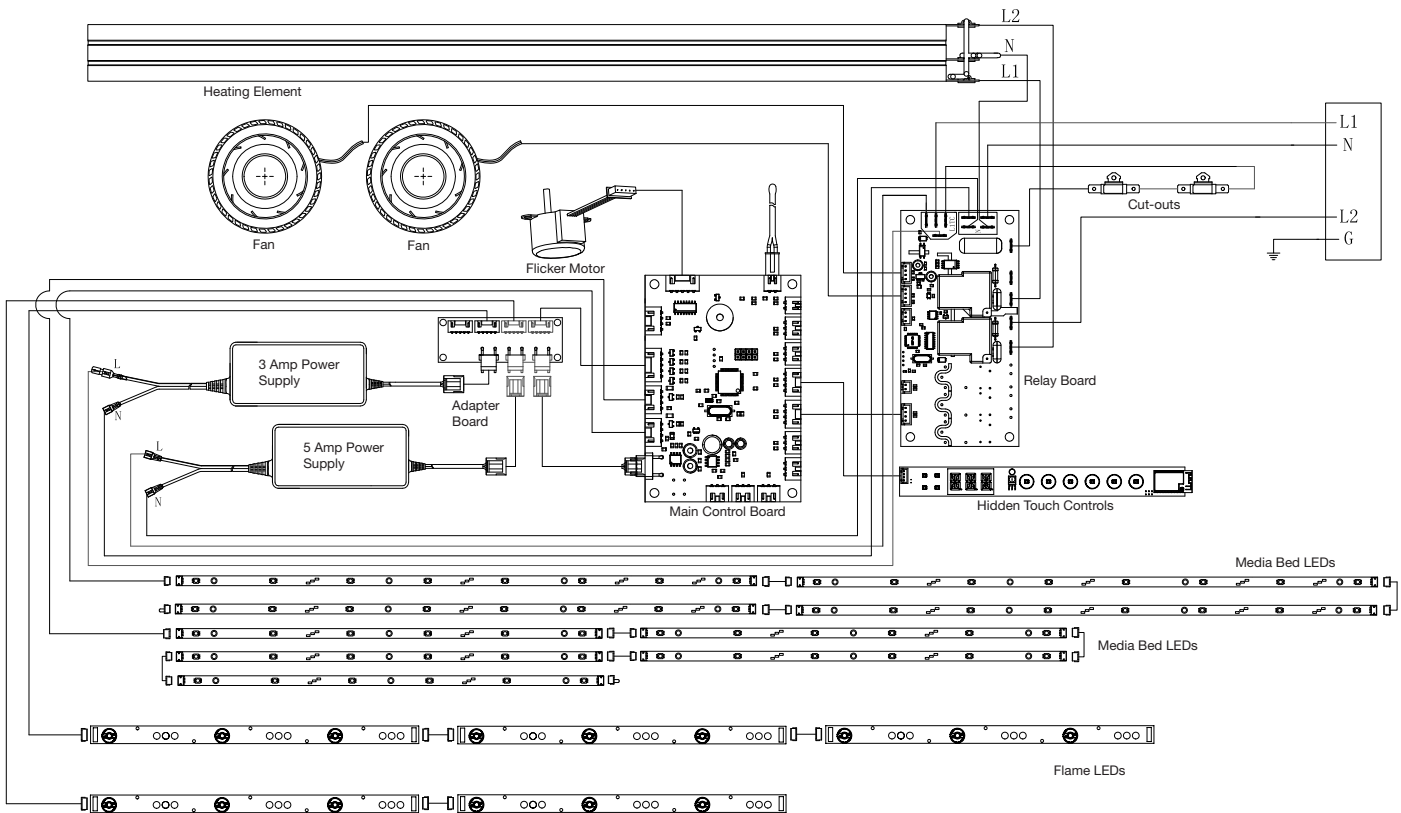 L2
N
L1
Heating Element
L1
N
L2
G
Cut-outs
Fan
Fan
Flicker Motor
L
N
3 Amp Power
Supply
Adapter
Board
L
N
5 Amp Power
Supply
Main Control Board
Relay Board
Hidden Touch Controls
Media Bed LEDs
Media Bed LEDs
Flame LEDs